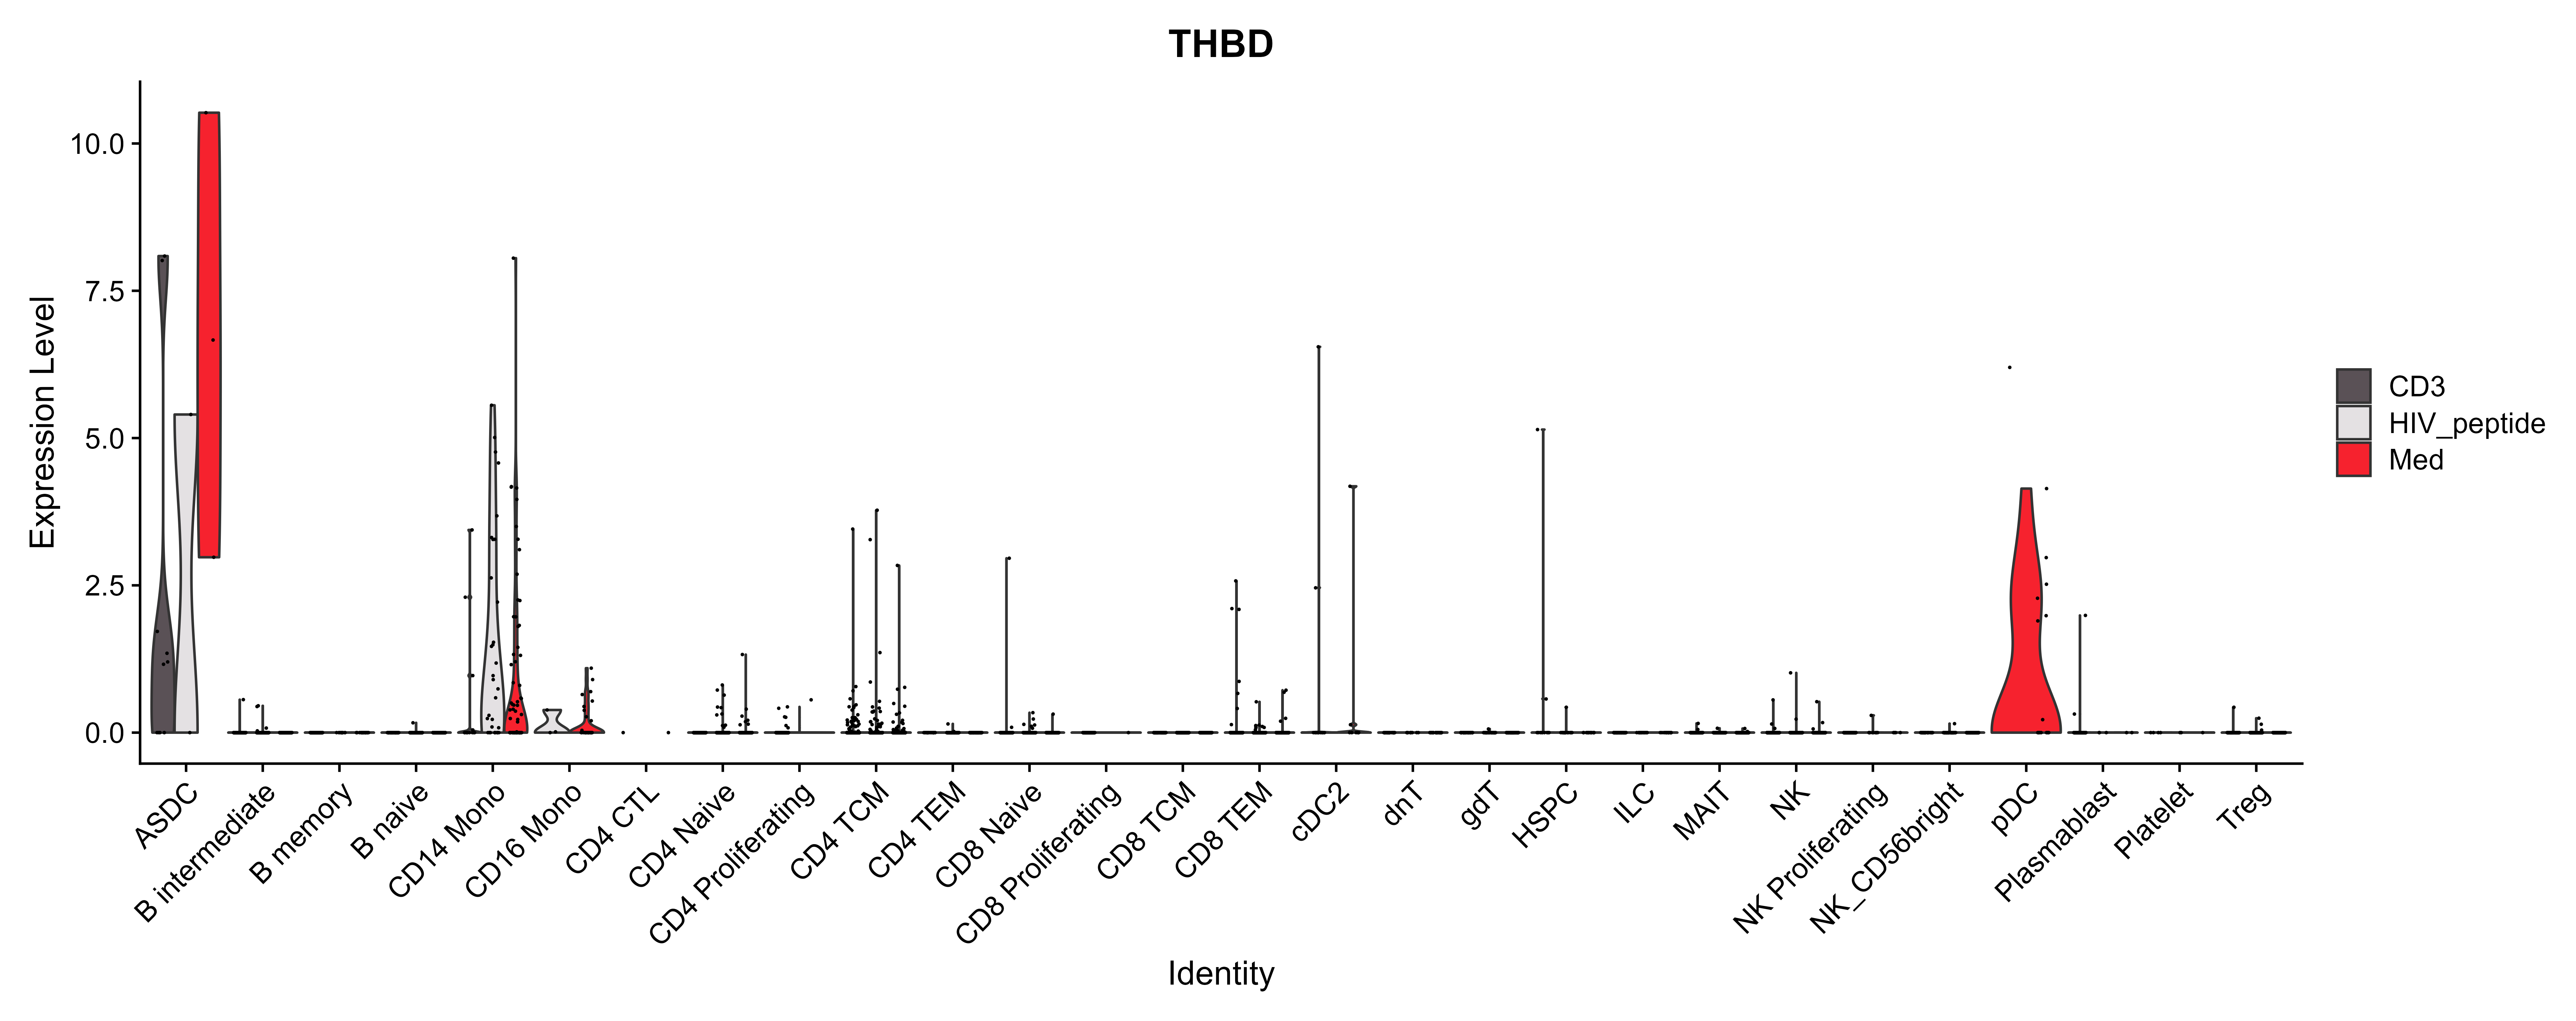 THBD
Expression Level
10.0
7.5
5.0
2.5
0.0
ASDC
B intermediate
B memory
B naive
CD14 Mono
CD16 Mono
CD4 CTL
CD4 Naive
CD4 Proliferating
CD4 TCM
CD4 TEM
CD8 Naive
CD8 Proliferating
CD8 TCM
CD8 TEM
cDC2
dnT
gdT
HSPC
ILC
MAIT
NK
NK Proliferating
NK_CD56bright
pDC
Plasmablast
Platelet
Treg
Identity
CD3
HIV_peptide
Med